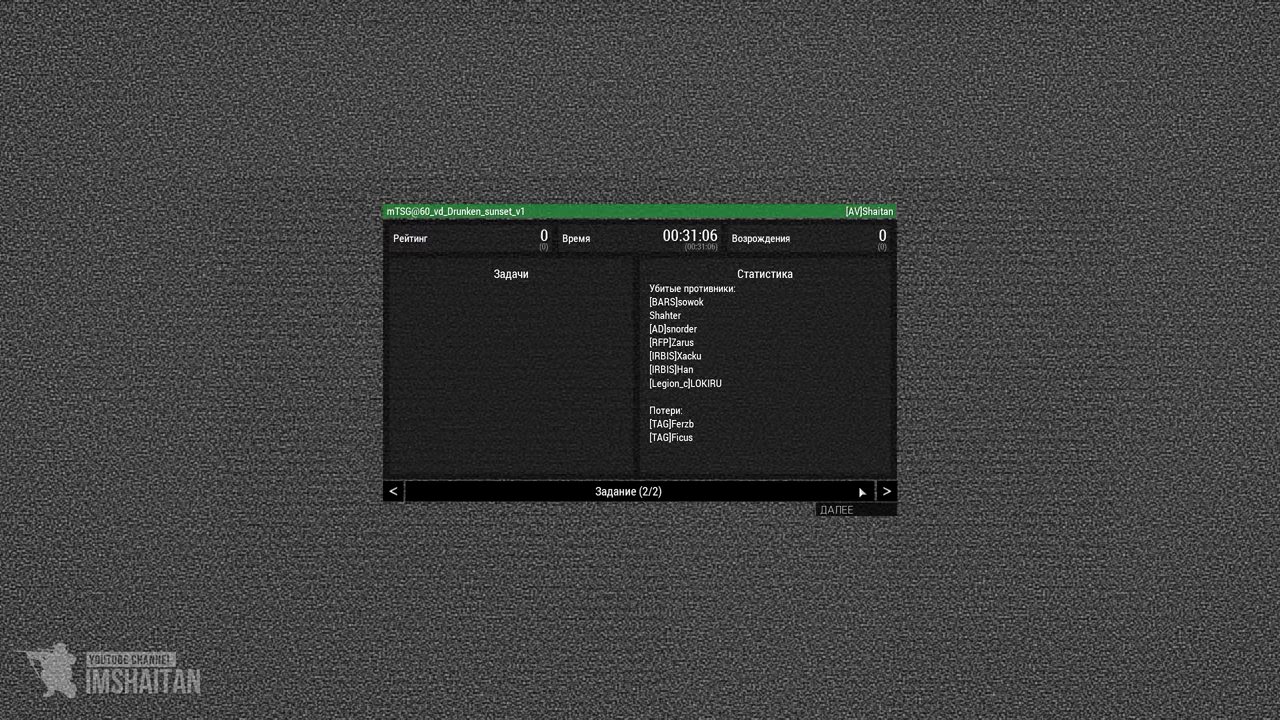 mTSG@60_vd_Drunken_sunset_v1 [AV]Shaitan
Рейтинг 0 (0) Время 00:31:06 (00:31:06) Возрождения 0 (0)
Задачи
Статистика
Убитые противники:
[BARS]sowok
Shahter
[AD]snorder
[RFP]Zarus
[IRBIS]Xacku
[IRBIS]Han
[Legion_c]LOKIRU
Потери:
[TAG]Ferzb
[TAG]Ficus
< Задание (2/2) >
ДАЛЕЕ
YOUTUBE CHANNEL
IMSHAITAN